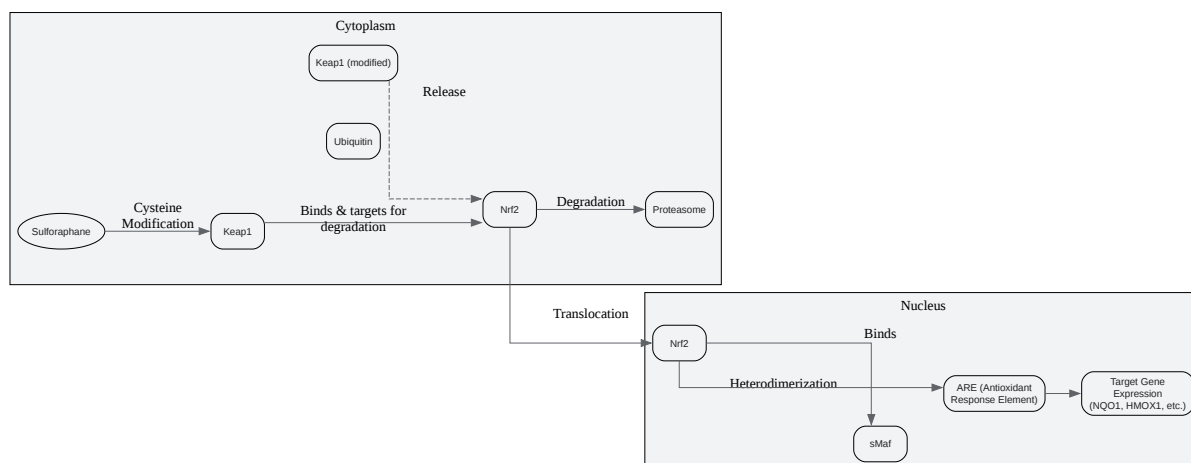 Cytoplasm
Keap1 (modified)
Release
Ubiquitin
Sulforaphane
Cysteine
Modification
Keap1
Binds & targets for
degradation
Nrf2
Degradation
Proteasome
Translocation
Nucleus
Nrf2
Binds
Heterodimerization
ARE (Antioxidant
Response Element)
Target Gene
Expression
(NQO1, HMOX1, etc.)
sMaf